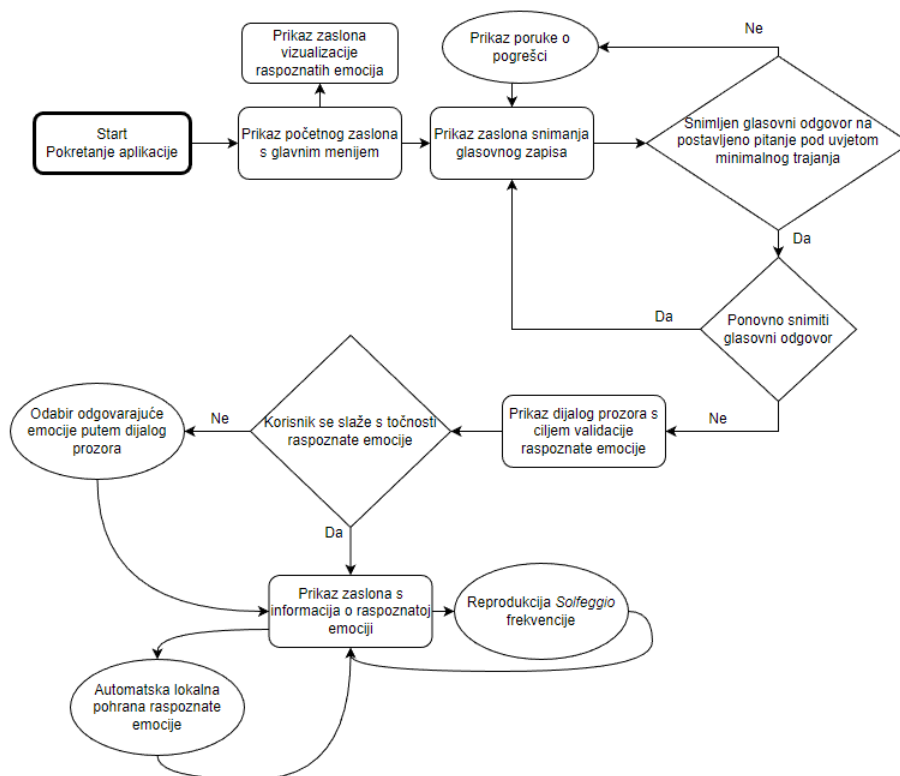 Prikaz zaslona
vizualizacije
raspoznatih emocija
Prikaz poruke o
pogrešci
Ne
Start
Pokretanje aplikacije
Prikaz početnog zaslona
s glavnim menijem
Prikaz zaslona snimanja
glasovnog zapisa
Snimljen glasovni odgovor na
postavljeno pitanje pod uvjetom
minimalnog trajanja
Da
Ponovno snimiti
glasovni odgovor
Da
Ne
Prikaz dijalog prozora s
ciljem validacije
raspoznate emocije
Korisnik se slaže s točnosti
raspoznate emocije
Ne
Odabir odgovarajuće
emocije putem dijalog
prozora
Da
Prikaz zaslona s
informacija o raspoznatoj
emociji
Reprodukcija Solfeggio
frekvencije
Automatska lokalna
pohrana raspoznate
emocije